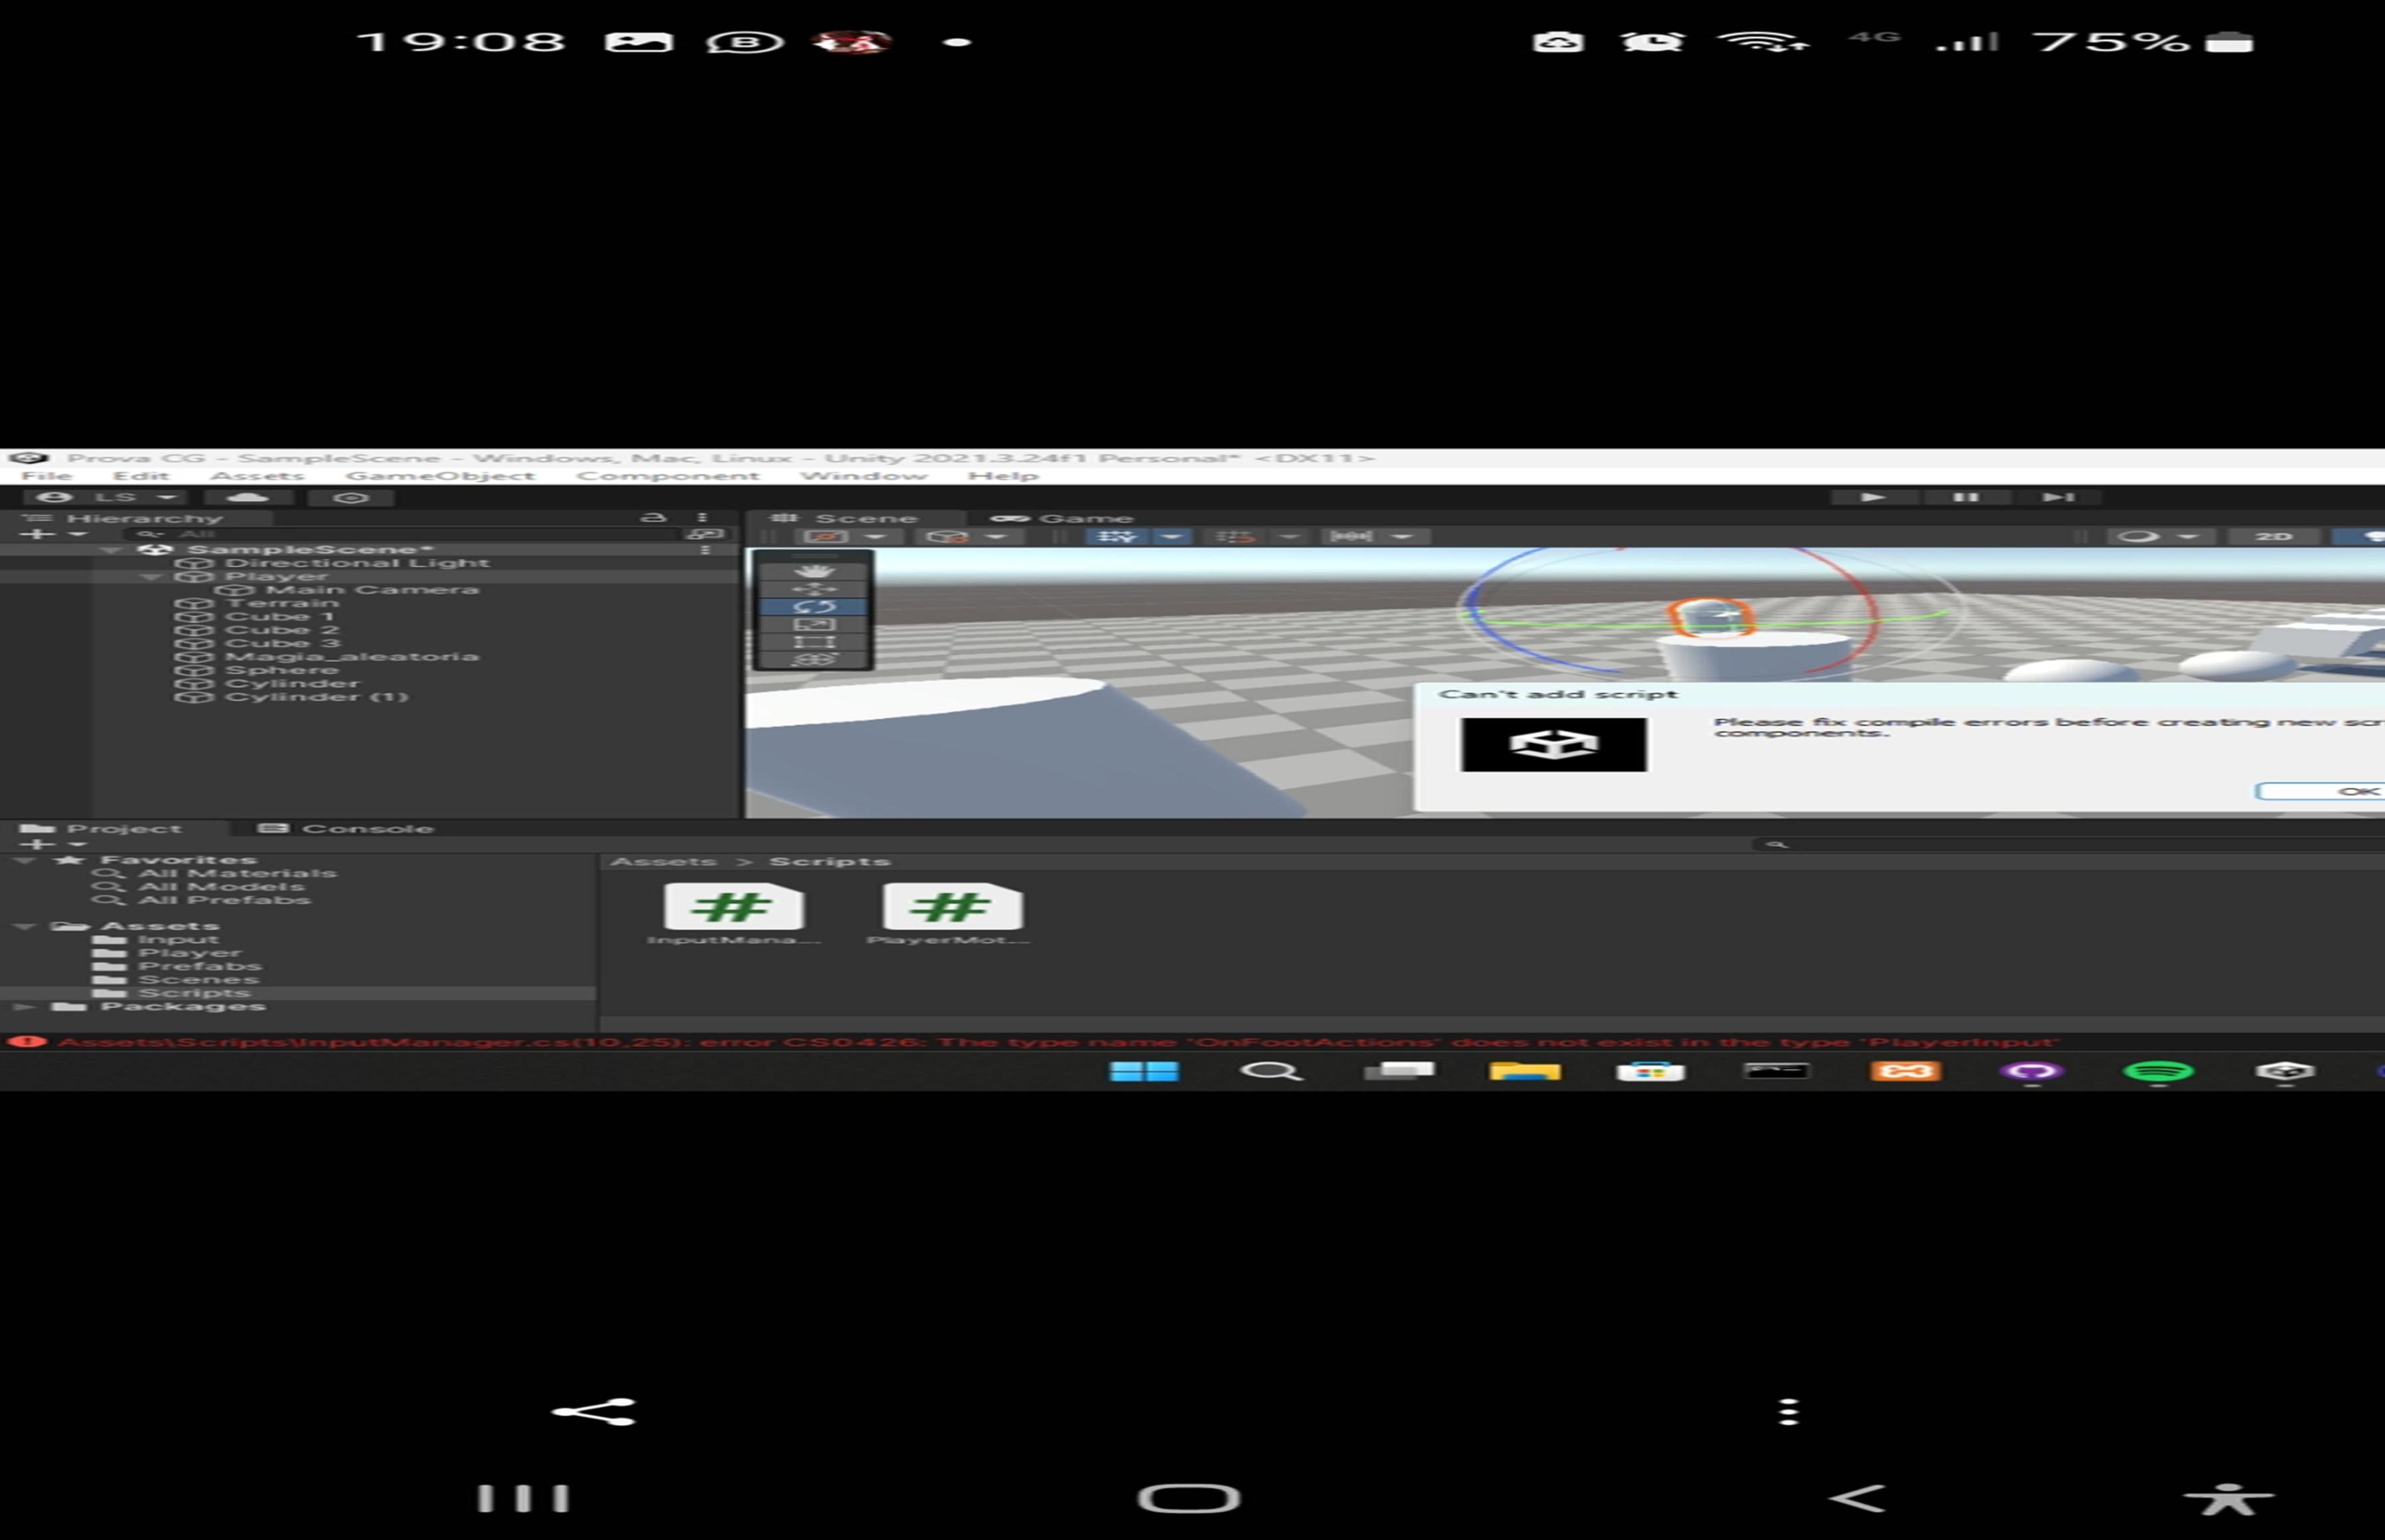 19:08
4G
75%
Prova CG - SampleScene - Windows, Mac, Linux - Unity 2021.3.24f1 Personal* <DX11>
File Edit Assets GameObject Component Window Help
LS
Hierarchy
Scene
Game
All
2D
SampleScene*
Directional Light
Player
Main Camera
Terrain
Cube 1
Cube 2
Cube 3
Magia_aleatoria
Sphere
Cylinder
Cylinder (1)
Can't add script
Please fix compile errors before creating new scr
components.
OK
Project
Console
Favorites
All Materials
All Models
All Prefabs
Assets
Input
Player
Prefabs
Scenes
Scripts
Packages
Assets > Scripts
InputMana...
PlayerMot...
Assets\Scripts\InputManager.cs(10,25): error CS0426: The type name 'OnFootActions' does not exist in the type 'PlayerInput'